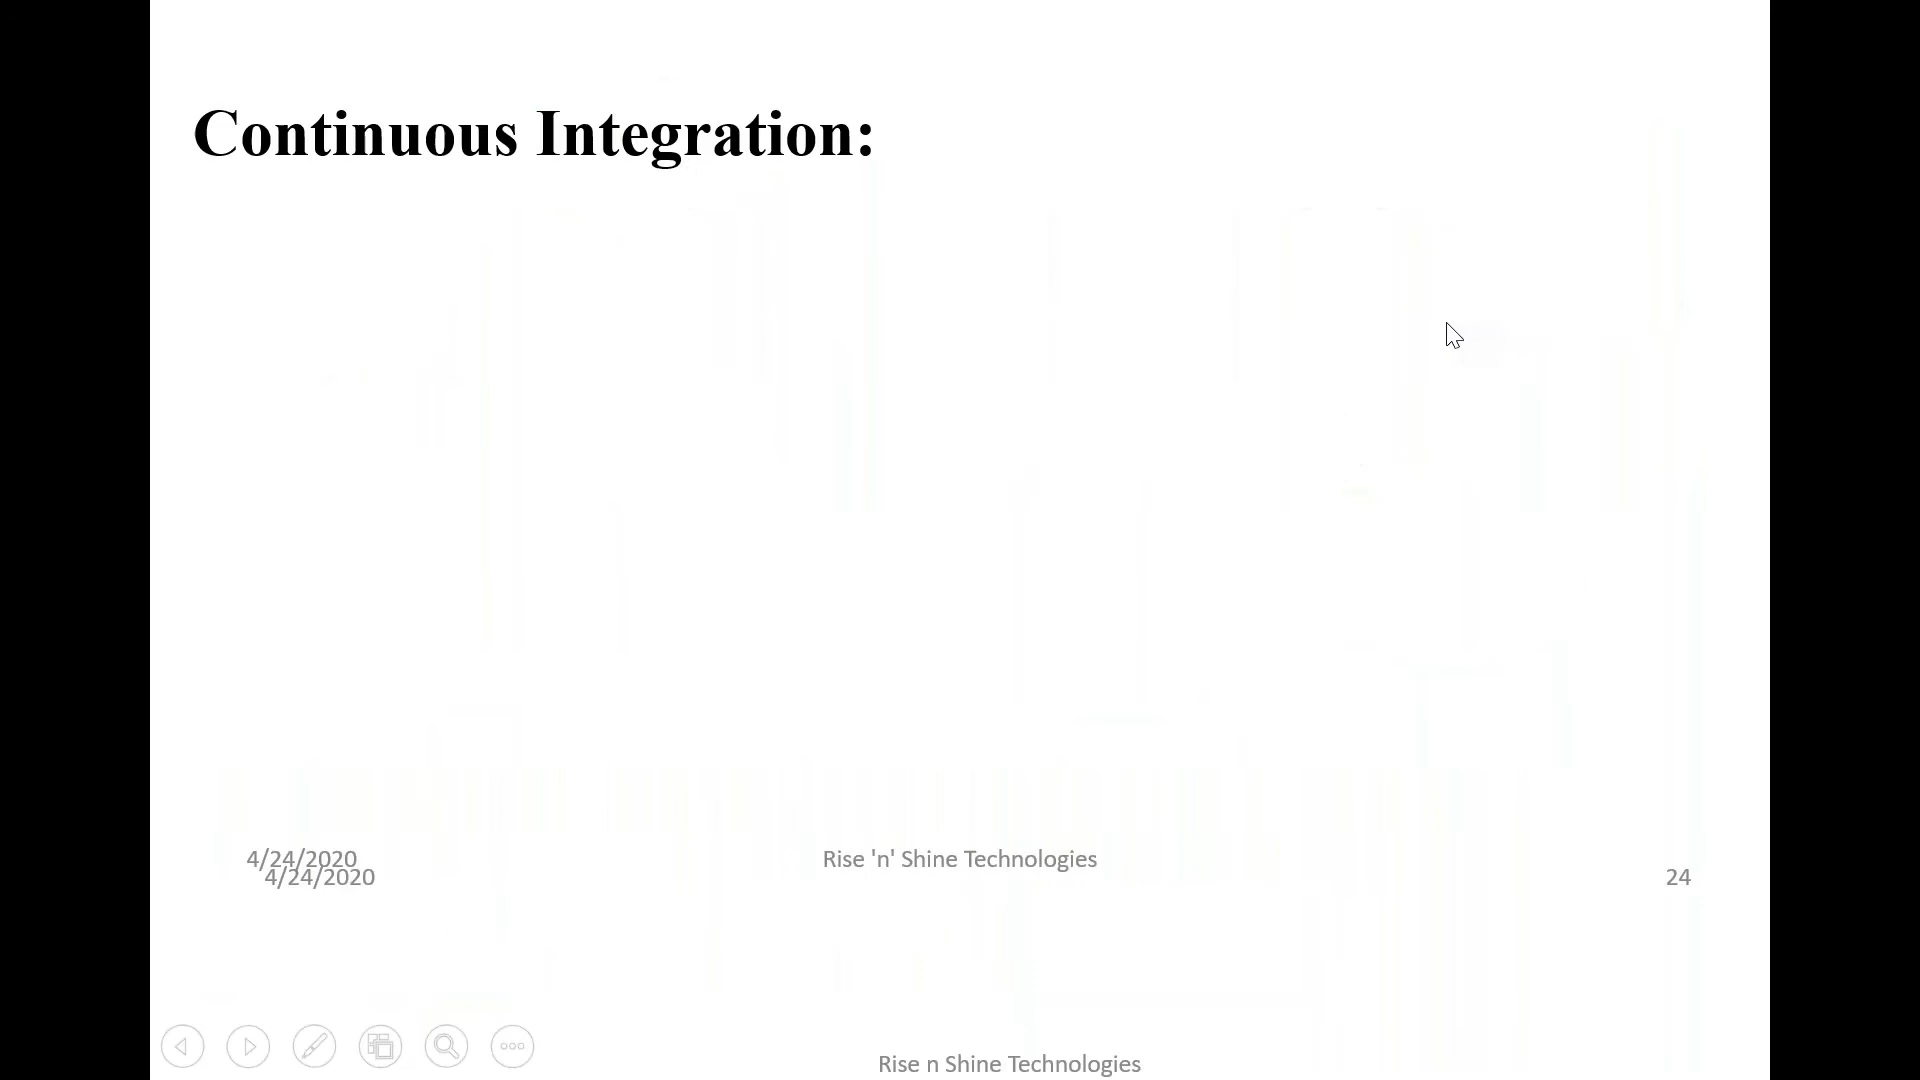 Continuous Integration:
4/24/2020
Rise 'n' Shine Technologies
4/24/2020
24
Rise n Shine Technologies